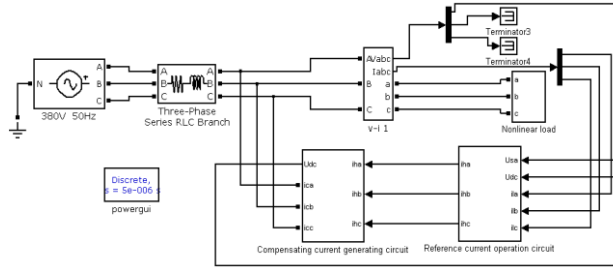 N
A
B
C
380V 50Hz
A
B
C
A
B
C
Three-Phase
Series RLC Branch
A
B
C
Vabc
Iabc
a
b
c
v-i 1
Terminator3
Terminator4
a
b
c
Nonlinear load
Discrete,
s = 5e-006 s
powergui
Udc
ica
icb
icc
iha
ihb
ihc
Compensating current generating circuit
iha
ihb
ihc
Usa
Udc
ila
ilb
ilc
Reference current operation circuit